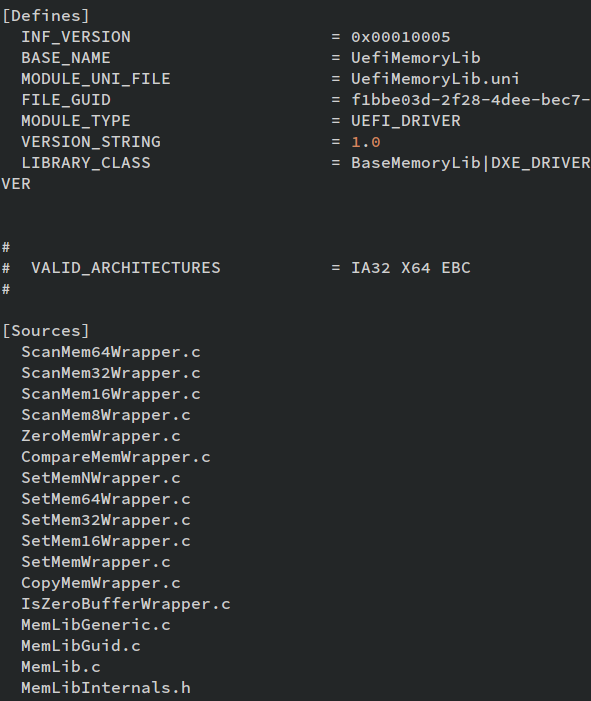 [Defines]
  INF_VERSION                    = 0x00010005
  BASE_NAME                      = UefiMemoryLib
  MODULE_UNI_FILE                = UefiMemoryLib.uni
  FILE_GUID                      = f1bbe03d-2f28-4dee-bec7-
  MODULE_TYPE                    = UEFI_DRIVER
  VERSION_STRING                 = 1.0
  LIBRARY_CLASS                  = BaseMemoryLib|DXE_DRIVER
VER
#
#  VALID_ARCHITECTURES           = IA32 X64 EBC
#
[Sources]
  ScanMem64Wrapper.c
  ScanMem32Wrapper.c
  ScanMem16Wrapper.c
  ScanMem8Wrapper.c
  ZeroMemWrapper.c
  CompareMemWrapper.c
  SetMemNWrapper.c
  SetMem64Wrapper.c
  SetMem32Wrapper.c
  SetMem16Wrapper.c
  SetMemWrapper.c
  CopyMemWrapper.c
  IsZeroBufferWrapper.c
  MemLibGeneric.c
  MemLibGuid.c
  MemLib.c
  MemLibInternals.h